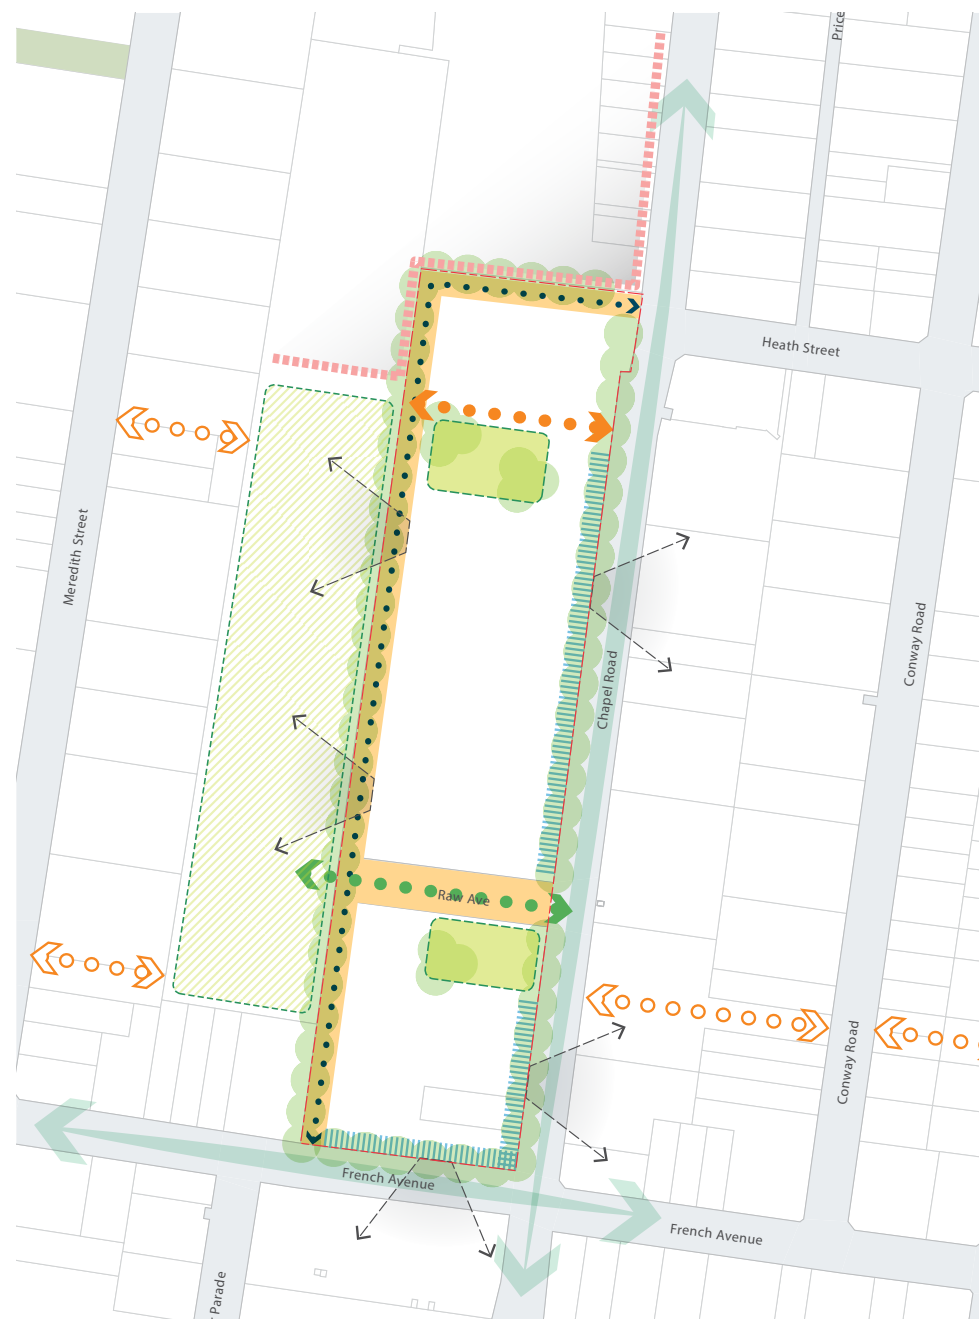 Price
Heath Street
Meredith Street
Conway Road
Chapel Road
Raw Ave
Conway Road
French Avenue
French Avenue
Parade